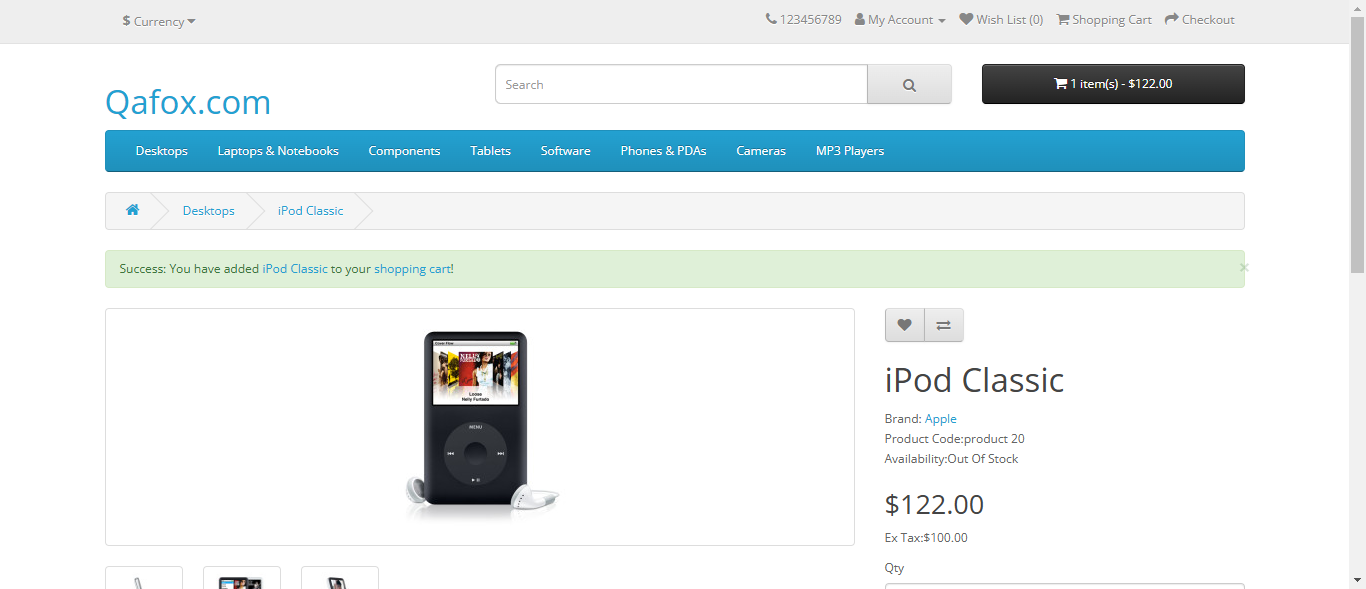 $ Currency
123456789 My Account Wish List (0) Shopping Cart Checkout
Qafox.com
Search
1 item(s) - $122.00
Desktops Laptops & Notebooks Components Tablets Software Phones & PDAs Cameras MP3 Players
Desktops iPod Classic
Success: You have added iPod Classic to your shopping cart!
×
Cover Flow
Loose
Nelly Furtado
MENU
iPod Classic
Brand: Apple
Product Code:product 20
Availability:Out Of Stock
$122.00
Ex Tax:$100.00
Qty